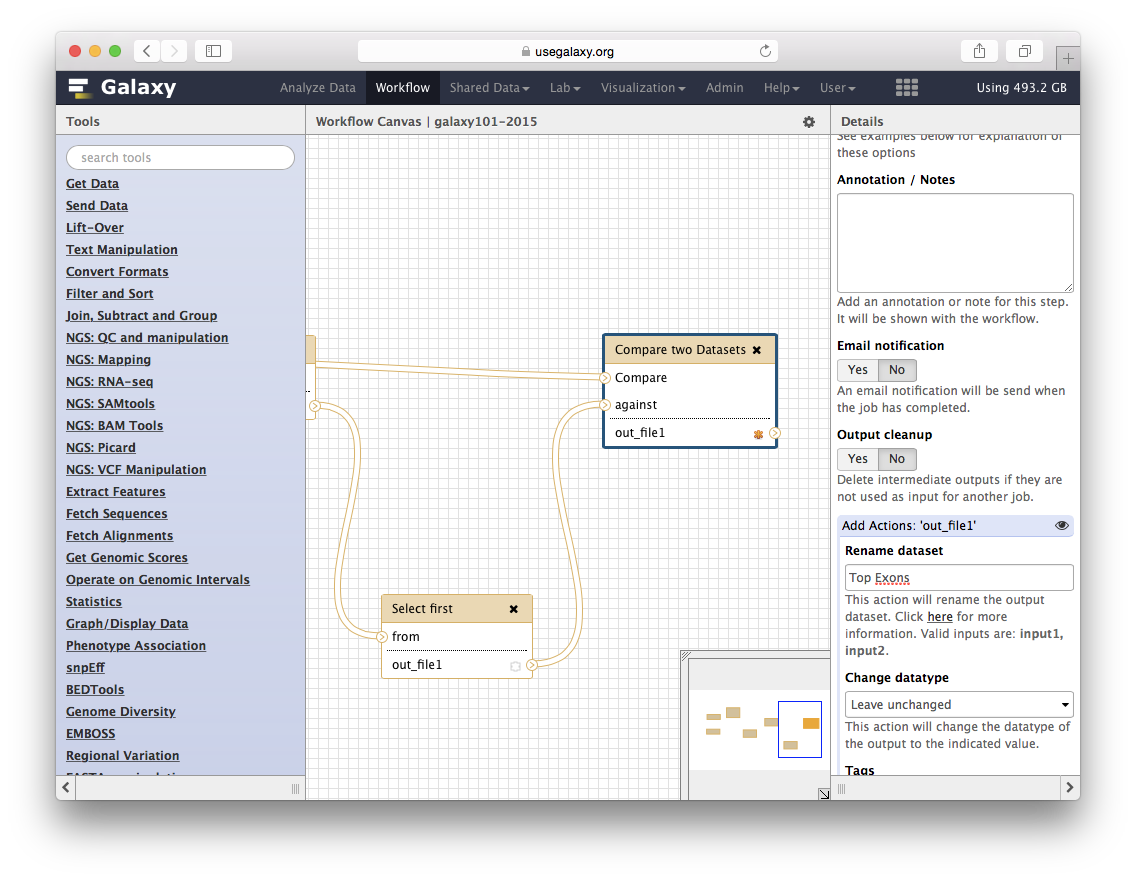 usegalaxy.org
Galaxy
Analyze Data
Workflow
Shared Data
Lab
Visualization
Admin
Help
User
Using 493.2 GB
Tools
search tools
Get Data
Send Data
Lift-Over
Text Manipulation
Convert Formats
Filter and Sort
Join, Subtract and Group
NGS: QC and manipulation
NGS: Mapping
NGS: RNA-seq
NGS: SAMtools
NGS: BAM Tools
NGS: Picard
NGS: VCF Manipulation
Extract Features
Fetch Sequences
Fetch Alignments
Get Genomic Scores
Operate on Genomic Intervals
Statistics
Graph/Display Data
Phenotype Association
snpEff
BEDTools
Genome Diversity
EMBOSS
Regional Variation
Workflow Canvas | galaxy101-2015
Compare two Datasets
Compare
against
out_file1
Select first
from
out_file1
Details
See examples below for explanation of
these options
Annotation / Notes
Add an annotation or note for this step.
It will be shown with the workflow.
Email notification
Yes No
An email notification will be send when
the job has completed.
Output cleanup
Yes No
Delete intermediate outputs if they are
not used as input for another job.
Add Actions: 'out_file1'
Rename dataset
Top Exons
This action will rename the output
dataset. Click here for more
information. Valid inputs are: input1,
input2.
Change datatype
Leave unchanged
This action will change the datatype of
the output to the indicated value.
Tags